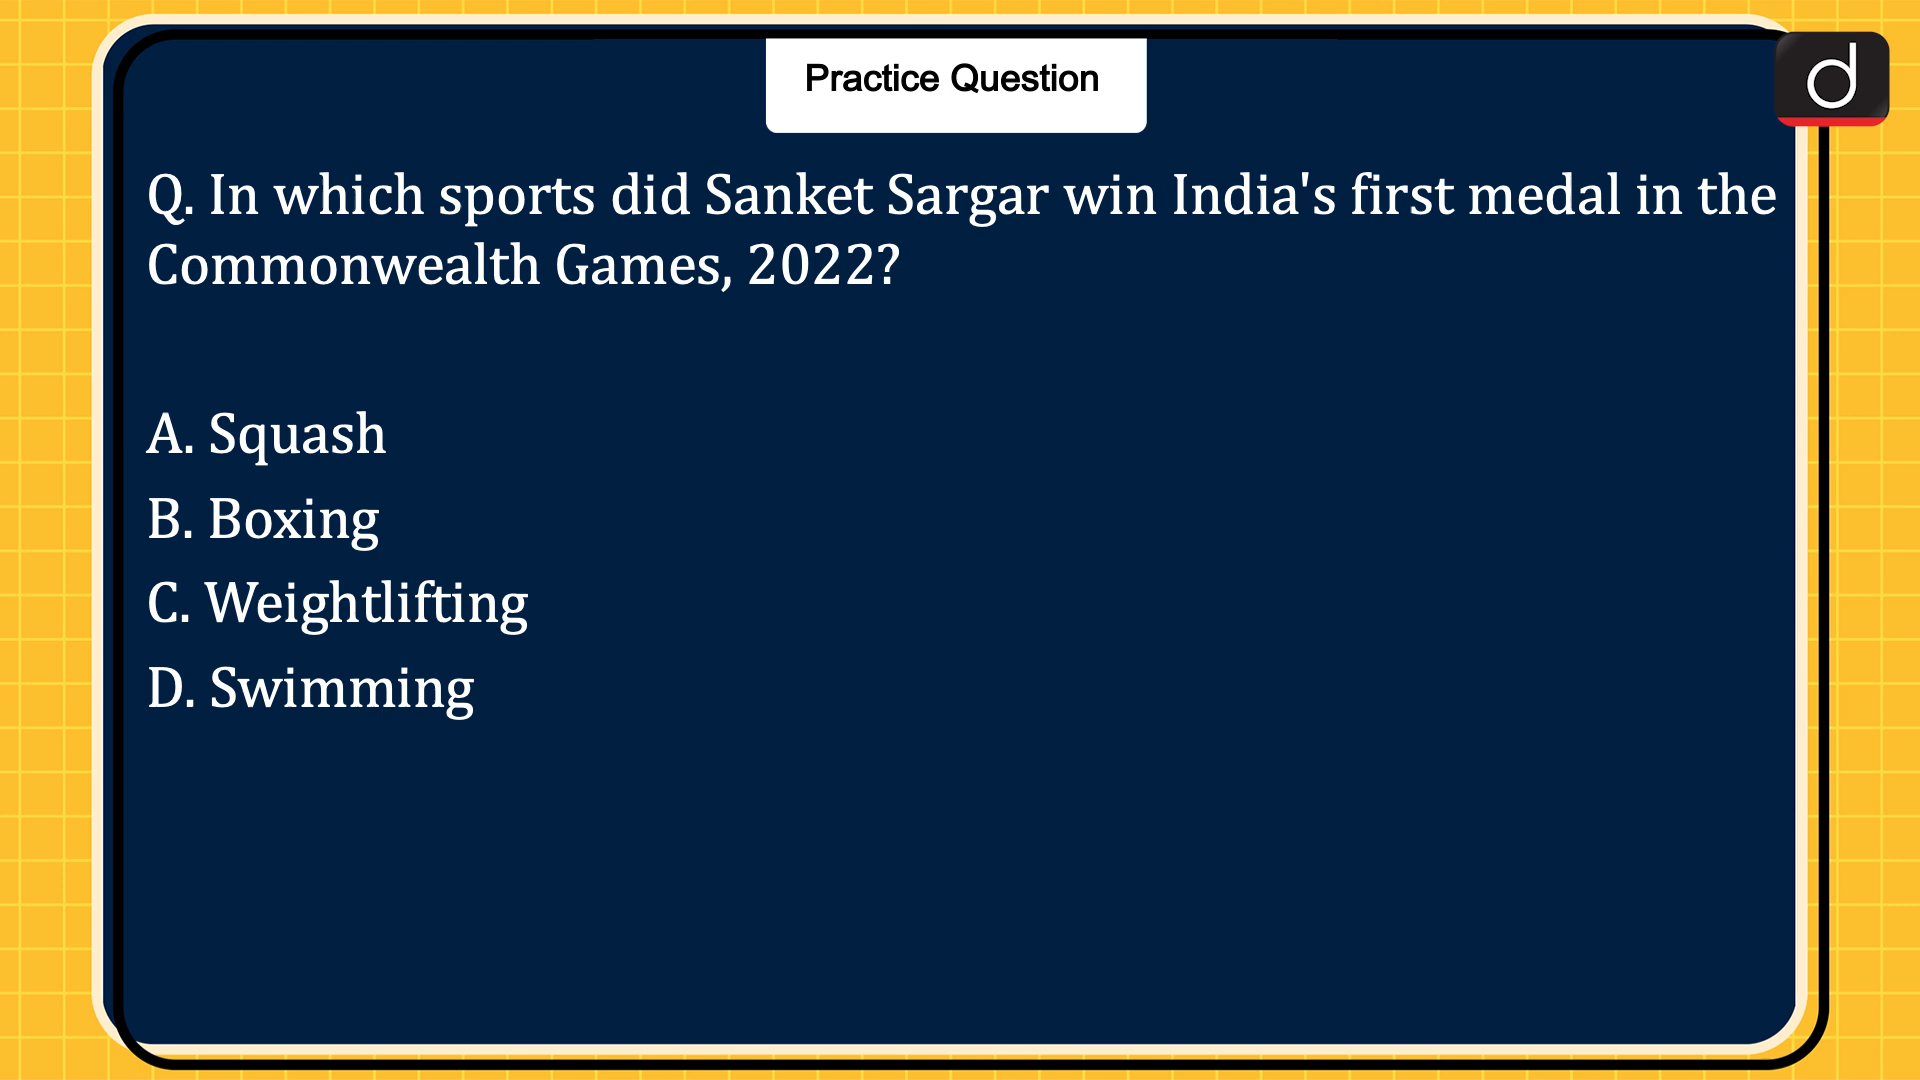 Practice Question
d
Q. In which sports did Sanket Sargar win India's first medal in the
Commonwealth Games, 2022?
A. Squash
B. Boxing
C. Weightlifting
D. Swimming